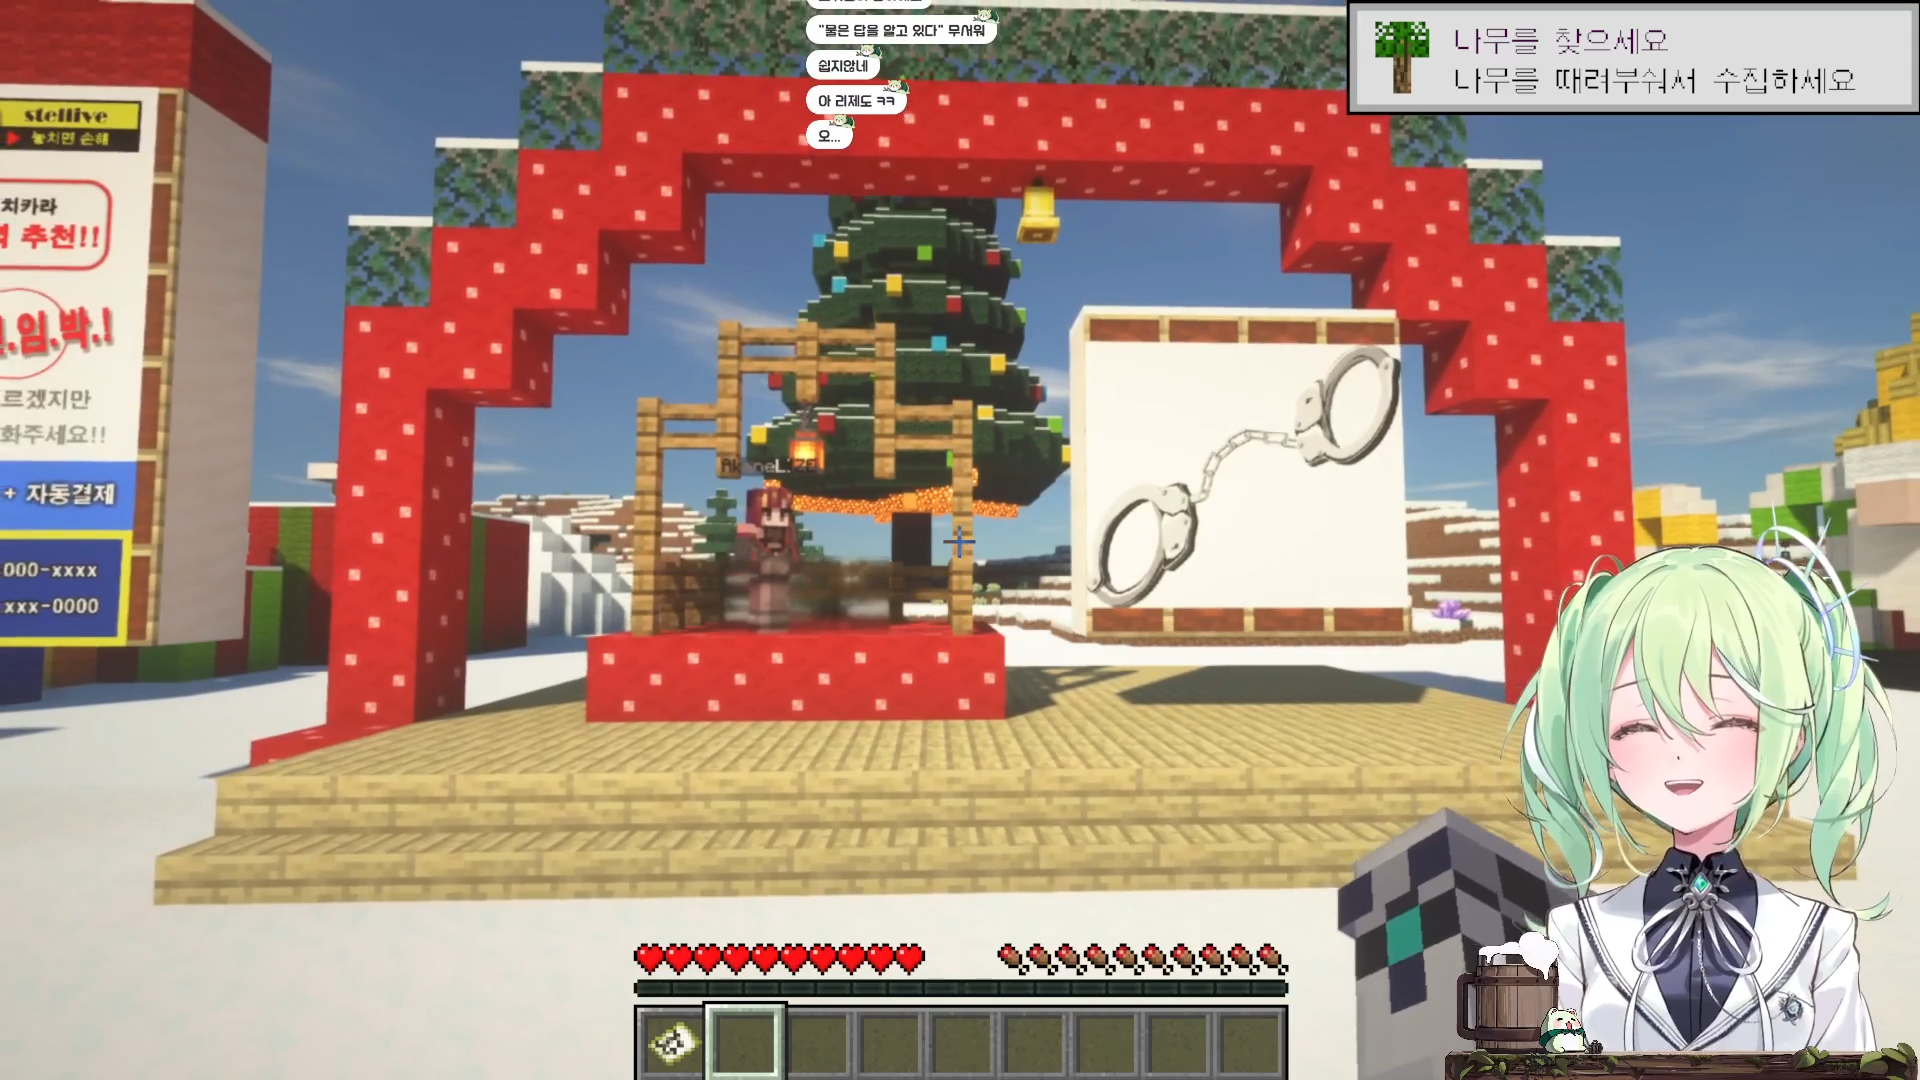 "물은 답을 알고 있다" 무서워
쉽지않네
아 리제도 ㅋㅋ
오...
나무를 찾으세요
나무를 때려부숴서 수집하세요
stellive
놓치면 손해
치카라
추천!!
임.박.!
르겠지만
화주세요!!
+ 자동결제
000-xxxx
xxx-0000